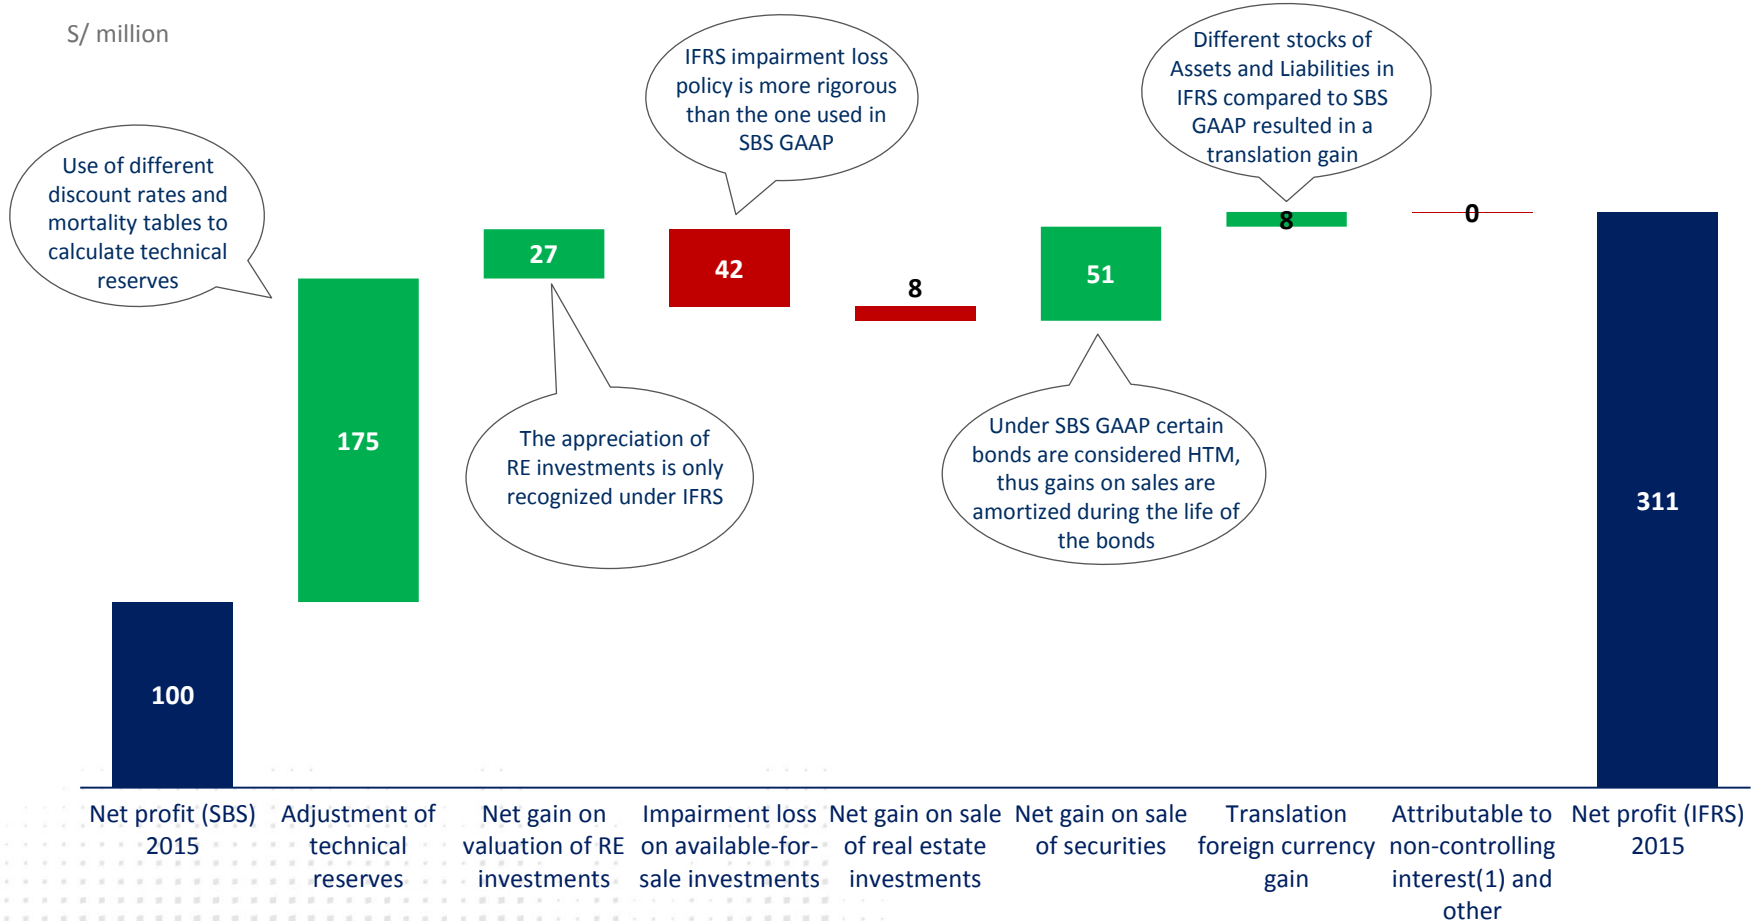 S/ million
Use of different
discount rates and
mortality tables to
calculate technical
reserves
IFRS impairment loss
policy is more rigorous
than the one used in
SBS GAAP
Different stocks of
Assets and Liabilities in
IFRS compared to SBS
GAAP resulted in a
translation gain
The appreciation of
RE investments is only
recognized under IFRS
Under SBS GAAP certain
bonds are considered HTM,
thus gains on sales are
amortized during the life of
the bonds
100
175
27
42
8
51
8
0
311
Net profit (SBS)
2015
Adjustment of
technical
reserves
Net gain on
valuation of RE
investments
Impairment loss
on available-for-
sale investments
Net gain on sale
of real estate
investments
Net gain on sale
of securities
Translation
foreign currency
gain
Attributable to
non-controlling
interest(1) and
other
Net profit (IFRS)
2015